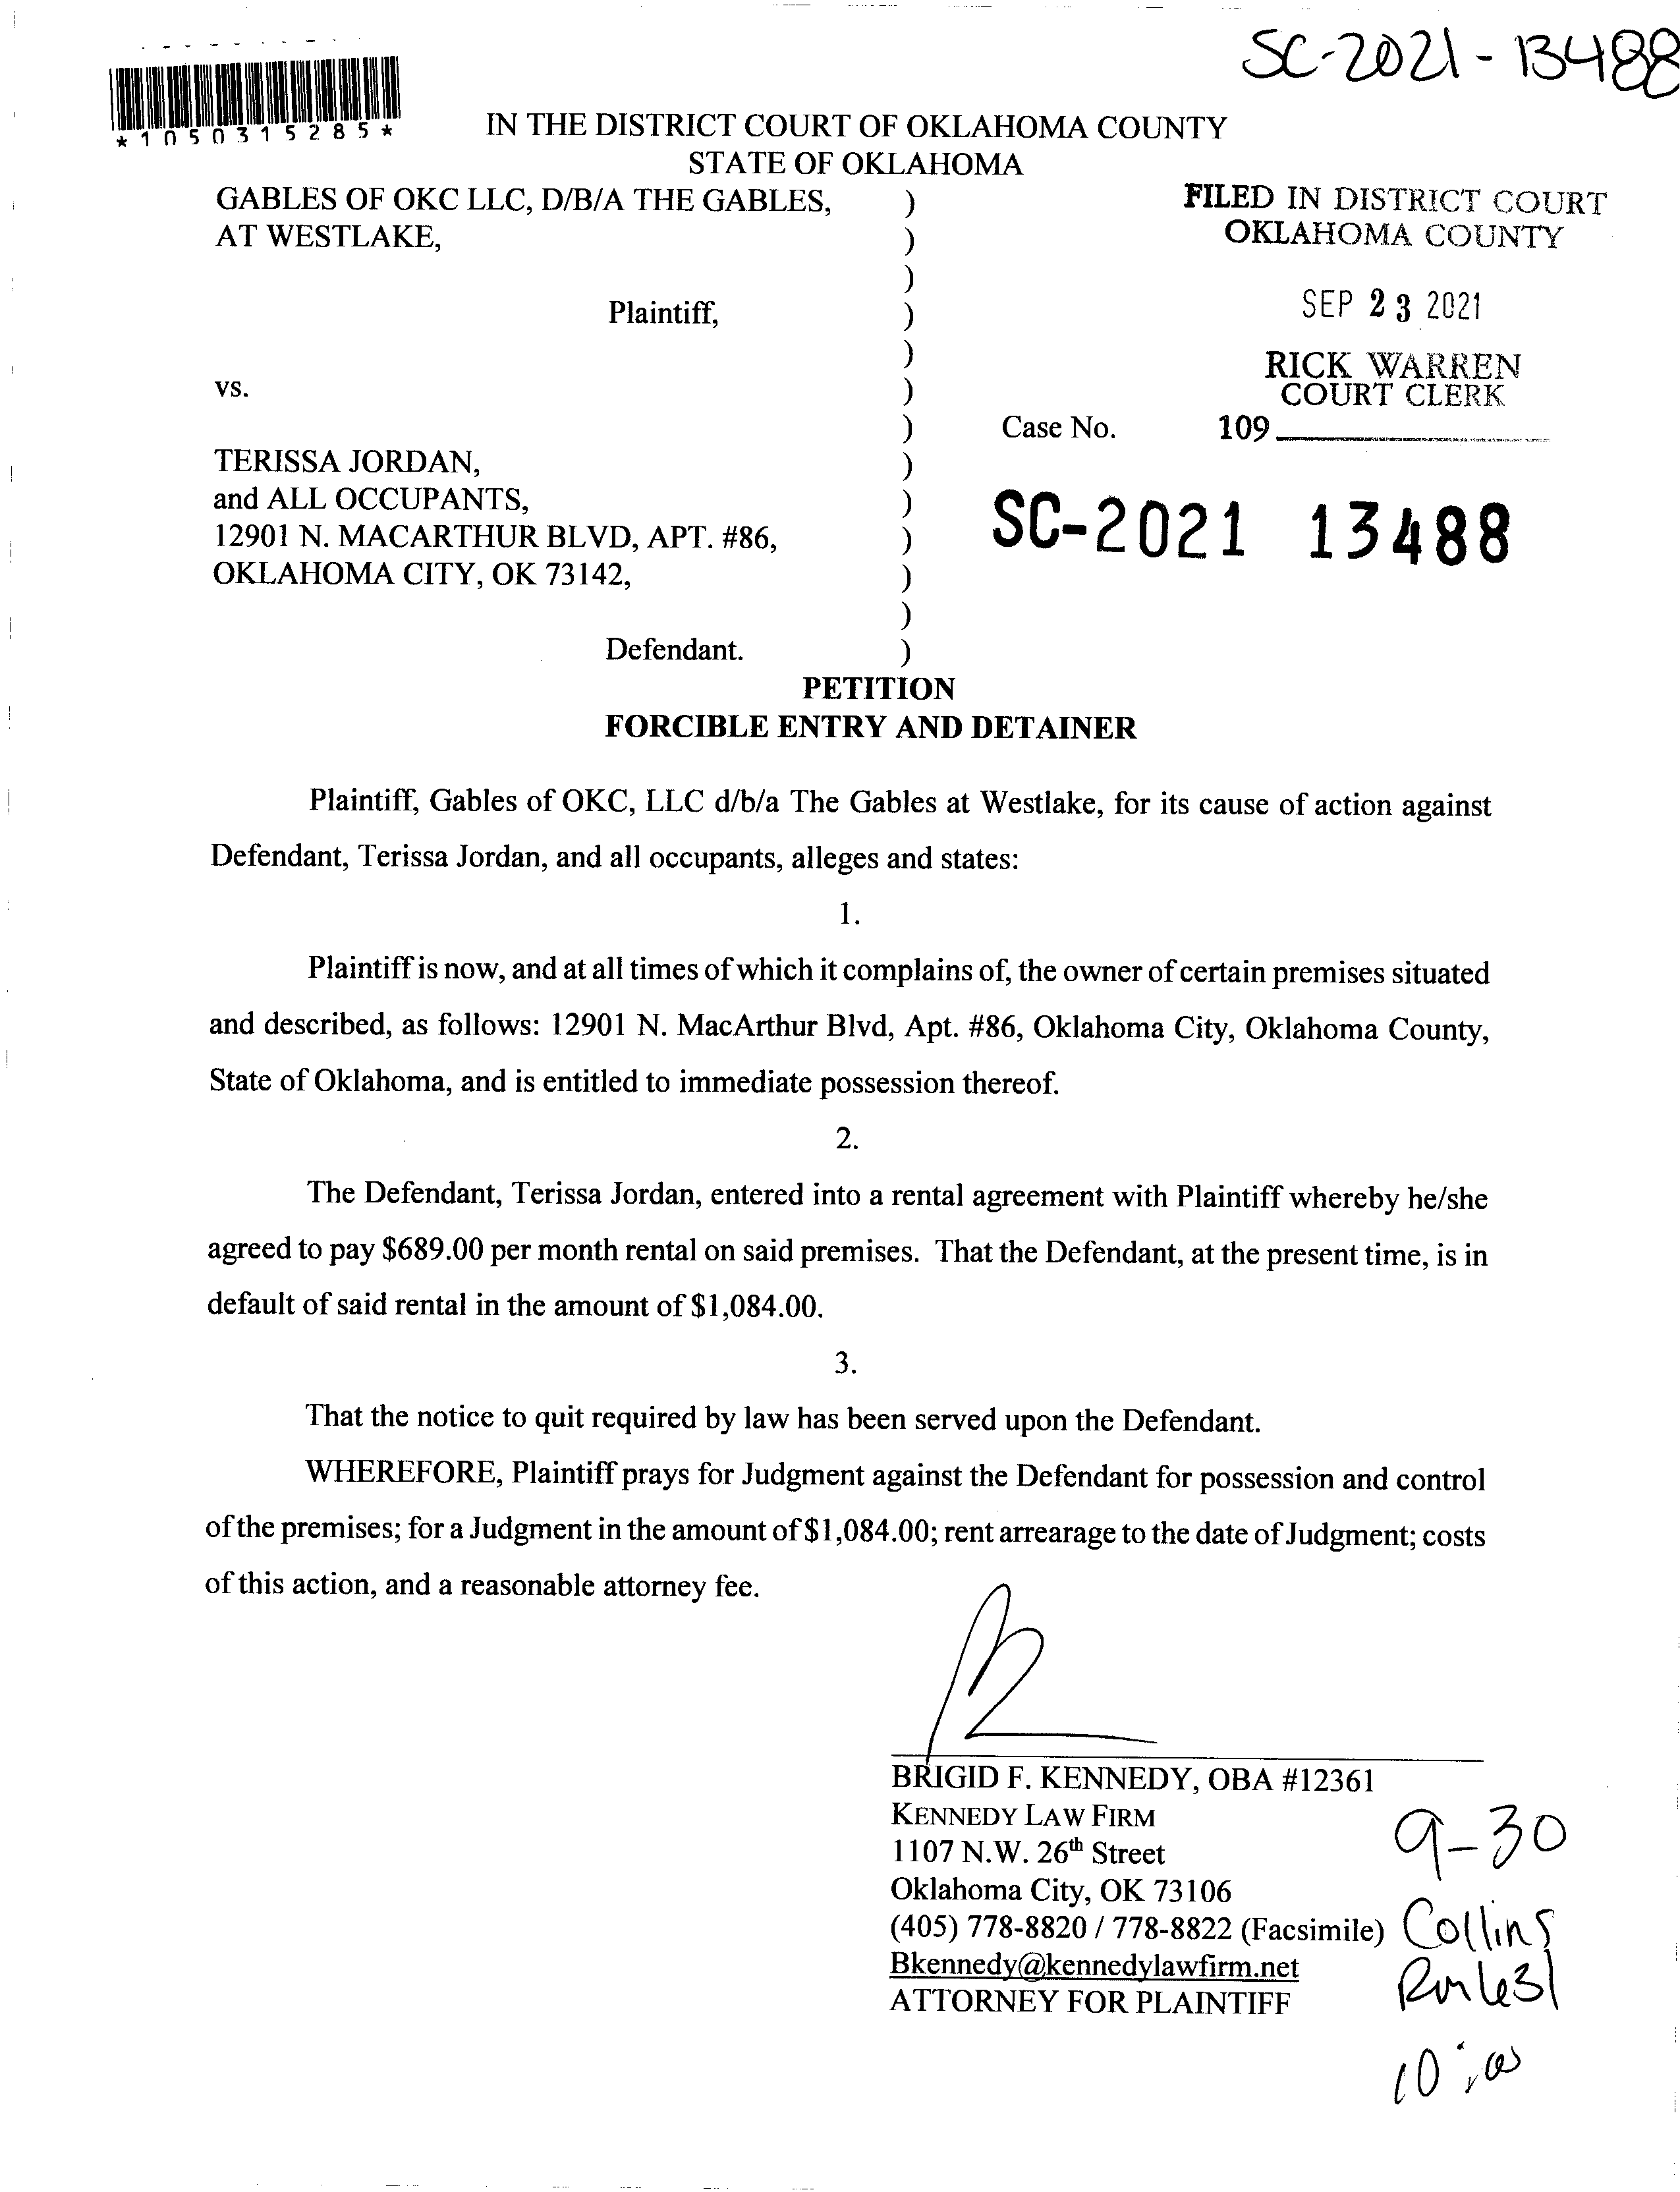 SC-2021-13488
*1050315285*
IN THE DISTRICT COURT OF OKLAHOMA COUNTY
STATE OF OKLAHOMA
GABLES OF OKC LLC, D/B/A THE GABLES, )
AT WESTLAKE, )
)
Plaintiff, )
)
vs. )
)
TERISSA JORDAN, )
and ALL OCCUPANTS, )
12901 N. MACARTHUR BLVD, APT. #86, )
OKLAHOMA CITY, OK 73142, )
)
Defendant. )
FILED IN DISTRICT COURT
OKLAHOMA COUNTY
SEP 23 2021
RICK WARREN
COURT CLERK
Case No. 109
SC-2021 13488
PETITION
FORCIBLE ENTRY AND DETAINER
Plaintiff, Gables of OKC, LLC d/b/a The Gables at Westlake, for its cause of action against
Defendant, Terissa Jordan, and all occupants, alleges and states:
1.
Plaintiff is now, and at all times of which it complains of, the owner of certain premises situated
and described, as follows: 12901 N. MacArthur Blvd, Apt. #86, Oklahoma City, Oklahoma County,
State of Oklahoma, and is entitled to immediate possession thereof.
2.
The Defendant, Terissa Jordan, entered into a rental agreement with Plaintiff whereby he/she
agreed to pay $689.00 per month rental on said premises. That the Defendant, at the present time, is in
default of said rental in the amount of $1,084.00.
3.
That the notice to quit required by law has been served upon the Defendant.
WHEREFORE, Plaintiff prays for Judgment against the Defendant for possession and control
of the premises; for a Judgment in the amount of $1,084.00; rent arrearage to the date of Judgment; costs
of this action, and a reasonable attorney fee.
BRIGID F. KENNEDY, OBA #12361
KENNEDY LAW FIRM
1107 N.W. 26th Street
Oklahoma City, OK 73106
(405) 778-8820 / 778-8822 (Facsimile)
Bkennedy@kennedylawfirm.net
ATTORNEY FOR PLAINTIFF
9-30
Collins